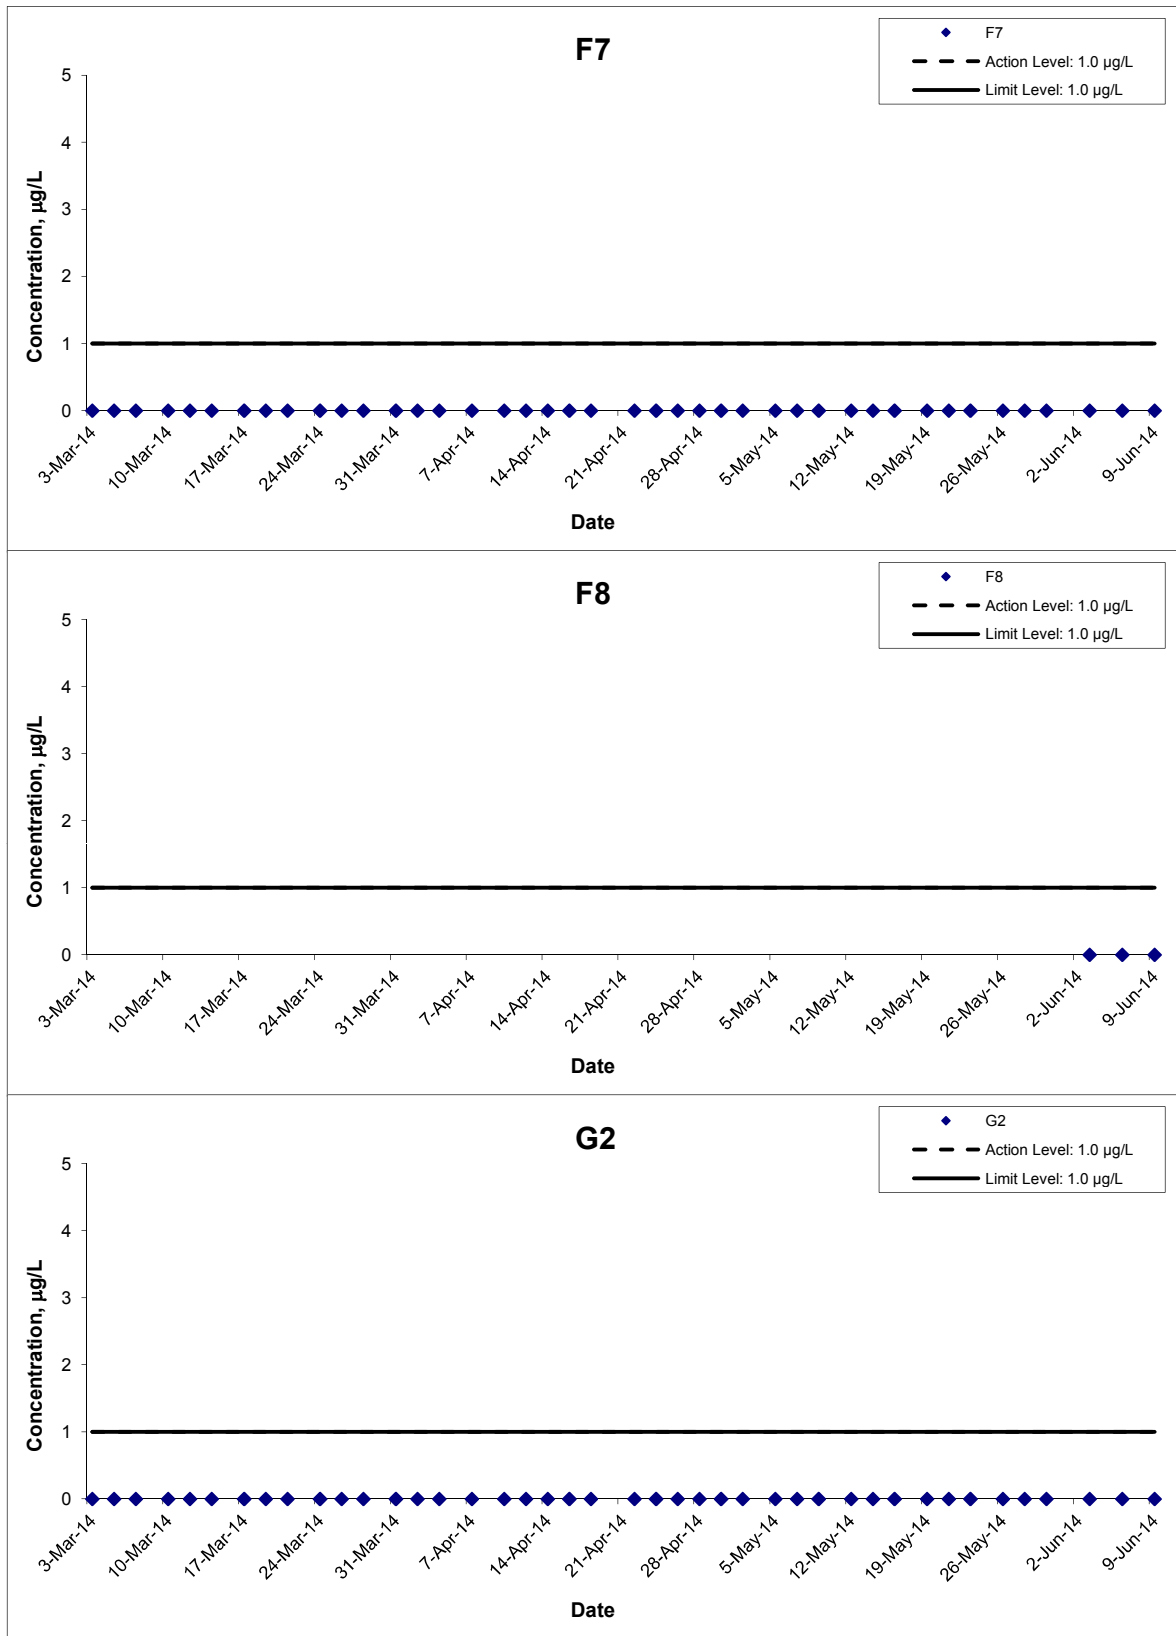 F7
F7
Action Level: 1.0 µg/L
Limit Level: 1.0 µg/L
Concentration, µg/L
5
4
3
2
1
0
3-Mar-14
10-Mar-14
17-Mar-14
24-Mar-14
31-Mar-14
7-Apr-14
14-Apr-14
21-Apr-14
28-Apr-14
5-May-14
12-May-14
19-May-14
26-May-14
2-Jun-14
9-Jun-14
Date
F8
F8
Action Level: 1.0 µg/L
Limit Level: 1.0 µg/L
Concentration, µg/L
5
4
3
2
1
0
3-Mar-14
10-Mar-14
17-Mar-14
24-Mar-14
31-Mar-14
7-Apr-14
14-Apr-14
21-Apr-14
28-Apr-14
5-May-14
12-May-14
19-May-14
26-May-14
2-Jun-14
9-Jun-14
Date
G2
G2
Action Level: 1.0 µg/L
Limit Level: 1.0 µg/L
Concentration, µg/L
5
4
3
2
1
0
3-Mar-14
10-Mar-14
17-Mar-14
24-Mar-14
31-Mar-14
7-Apr-14
14-Apr-14
21-Apr-14
28-Apr-14
5-May-14
12-May-14
19-May-14
26-May-14
2-Jun-14
9-Jun-14
Date